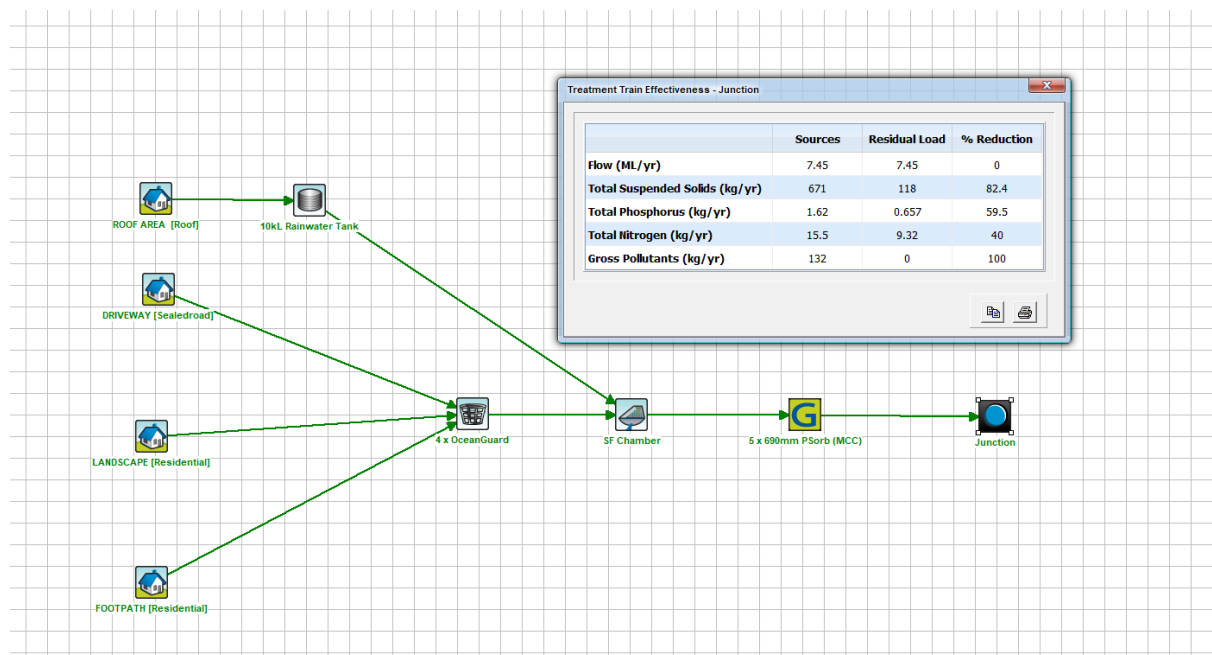 Treatment Train Effectiveness - Junction
Sources Residual Load % Reduction
Flow (ML/yr) 7.45 7.45 0
Total Suspended Solids (kg/yr) 671 118 82.4
Total Phosphorus (kg/yr) 1.62 0.657 59.5
Total Nitrogen (kg/yr) 15.5 9.32 40
Gross Pollutants (kg/yr) 132 0 100
ROOF AREA [Roof]
10kL Rainwater Tank
DRIVEWAY [Sealedroad]
4 x OceanGuard
SF Chamber
G
5 x 690mm PSorb (MCC)
Junction
LANDSCAPE [Residential]
FOOTPATH [Residential]